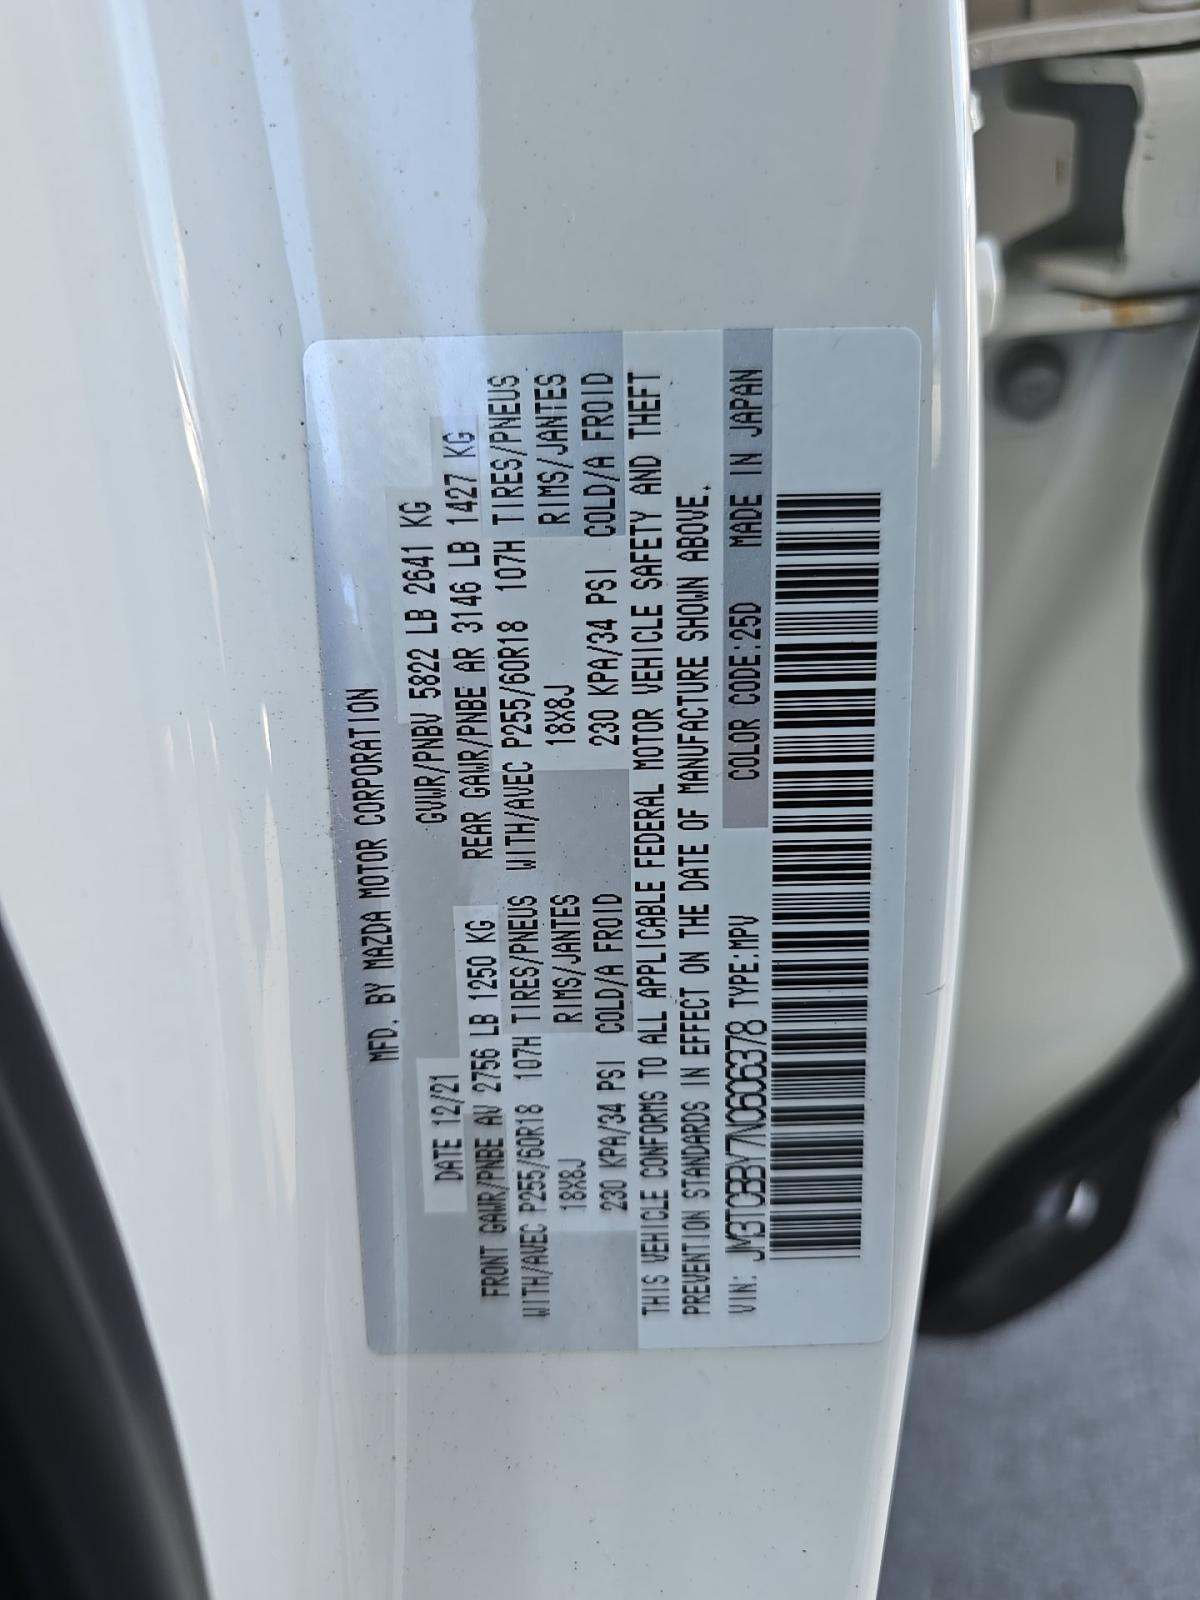 MFD. BY MAZDA MOTOR CORPORATION
DATE 12/21 GVWR/PNBV 5822 LB 2641 KG
FRONT GAWR/PNBE AV 2756 LB 1250 KG REAR GAWR/PNBE AR 3146 LB 1427 KG
WITH/AVEC P255/60R18 107H TIRES/PNEUS WITH/AVEC P255/60R18 107H TIRES/PNEUS
18X8J RIMS/JANTES 18X8J RIMS/JANTES
230 KPA/34 PSI COLD/A FROID 230 KPA/34 PSI COLD/A FROID
THIS VEHICLE CONFORMS TO ALL APPLICABLE FEDERAL MOTOR VEHICLE SAFETY AND THEFT
PREVENTION STANDARDS IN EFFECT ON THE DATE OF MANUFACTURE SHOWN ABOVE.
VIN: JM3TCBBY7N0606378 TYPE:MPV COLOR CODE:25D MADE IN JAPAN